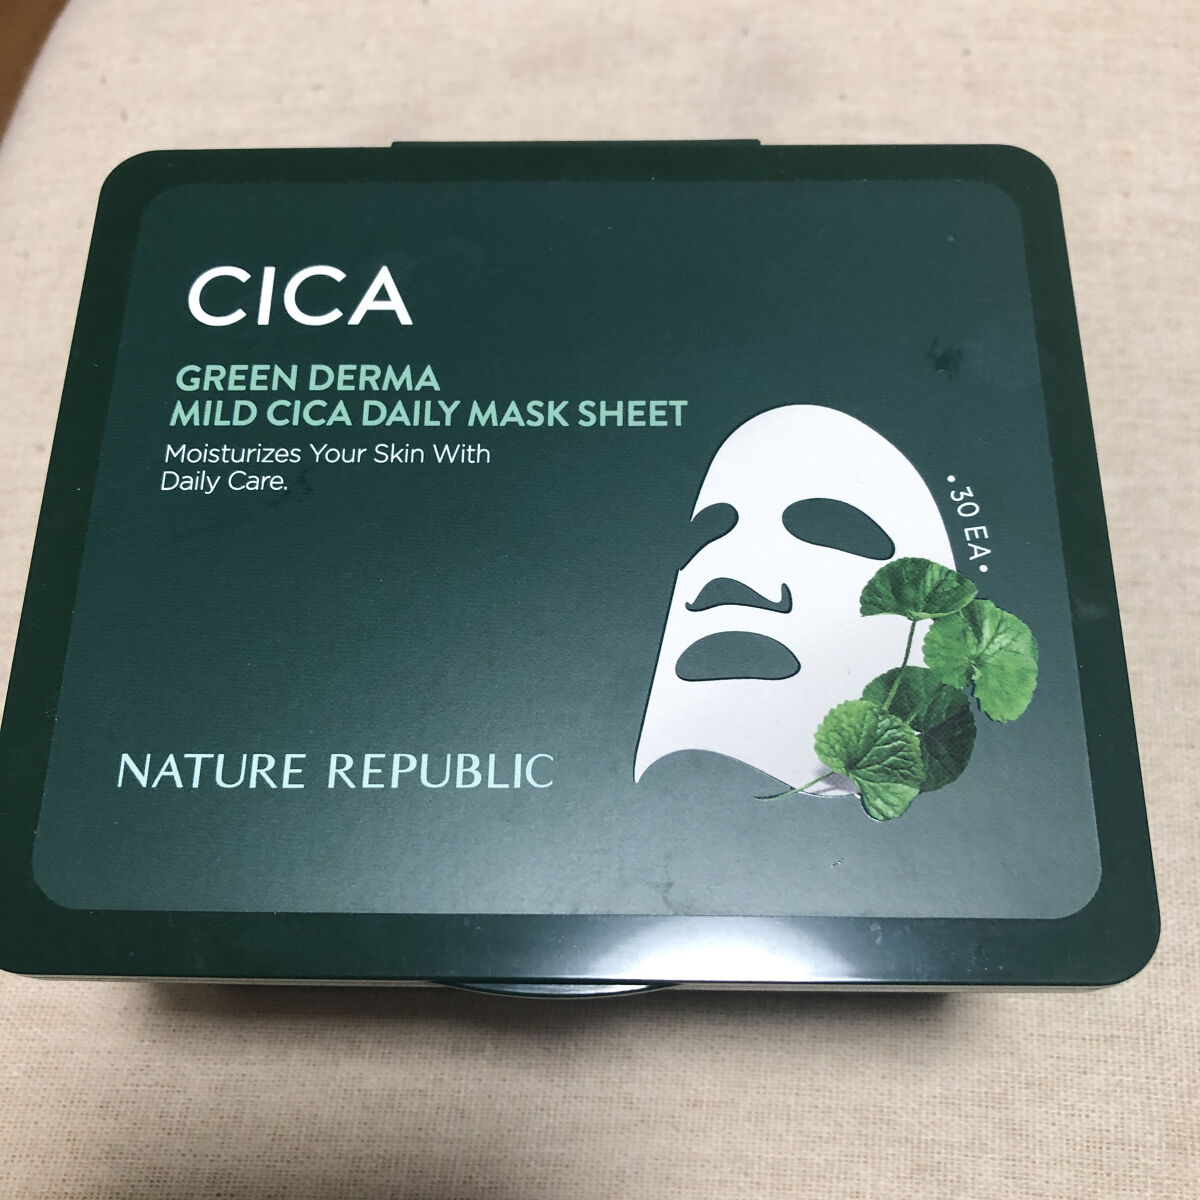 CICA
GREEN DERMA
MILD CICA DAILY MASK SHEET
Moisturizes Your Skin With
Daily Care.
• 30 EA •
NATURE REPUBLIC